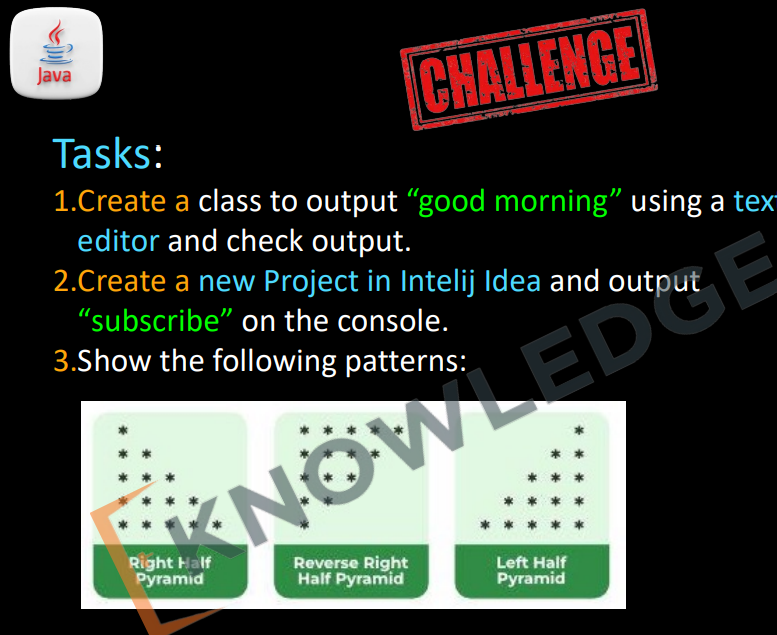 Java
CHALLENGE
Tasks:
1.Create a class to output “good morning” using a
editor and check output.
2.Create a new Project in Intelij Idea and output
“subscribe” on the console.
3.Show the following patterns:
*
* *
* * *
* * * *
* * * * *
Right Half
Pyramid
* * * * *
* * * *
* * *
* *
*
Reverse Right
Half Pyramid
*
* *
* * *
* * * *
* * * * *
Left Half
Pyramid
KNOWLEDGE